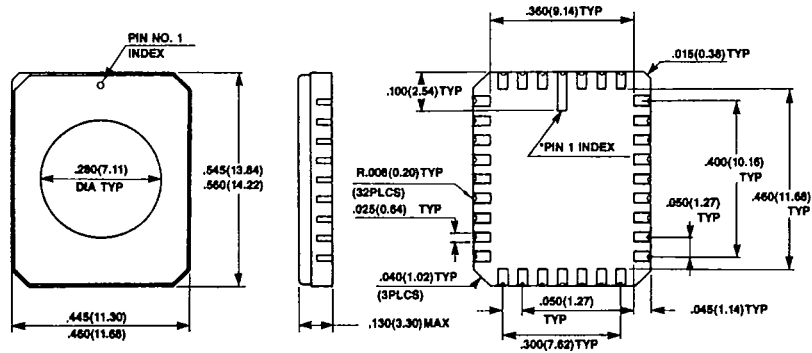 PIN NO. 1
INDEX
.280(7.11)
DIA TYP
.545(13.84)
.560(14.22)
.445(11.30)
.460(11.68)
.130(3.30)MAX
.360(9.14)TYP
.015(0.38)TYP
.100(2.54)TYP
*PIN 1 INDEX
R.008(0.20)TYP
(32PLCS)
.025(0.64) TYP
.040(1.02)TYP
(3PLCS)
.400(10.16)
TYP
.460(11.68)
TYP
.050(1.27)
TYP
.050(1.27)
TYP
.045(1.14)TYP
.300(7.62)TYP